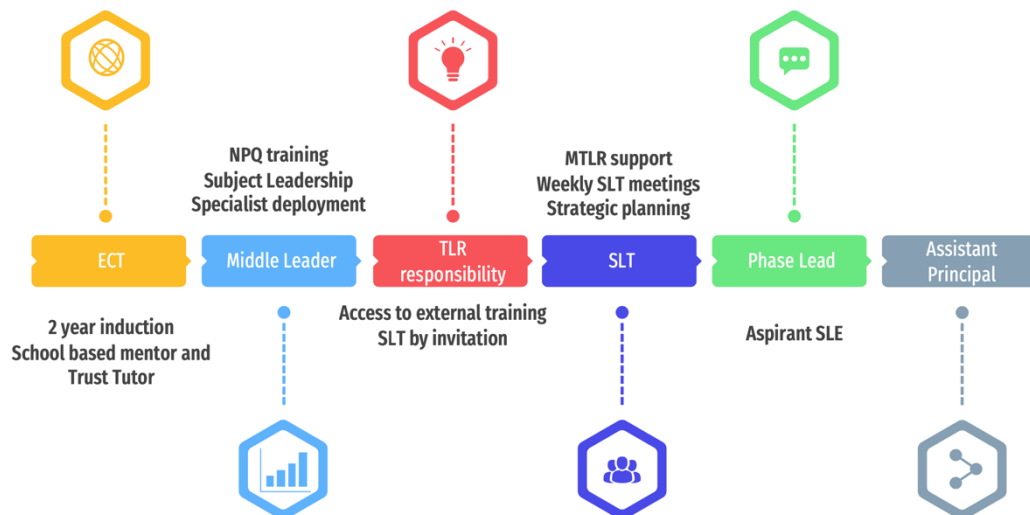 NPQ training
Subject Leadership
Specialist deployment
MTLR support
Weekly SLT meetings
Strategic planning
ECT
Middle Leader
TLR
responsibility
SLT
Phase Lead
Assistant
Principal
2 year induction
School based mentor and
Trust Tutor
Access to external training
SLT by invitation
Aspirant SLE